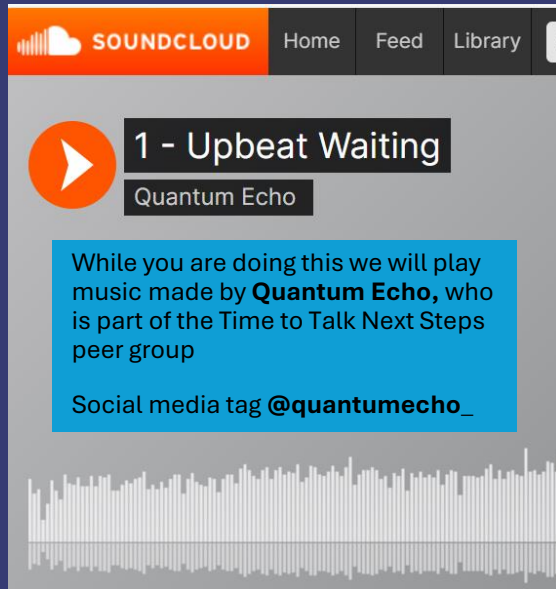 SOUNDCLOUD Home Feed Library
1 - Upbeat Waiting
Quantum Echo
While you are doing this we will play
music made by Quantum Echo, who
is part of the Time to Talk Next Steps
peer group
Social media tag @quantumecho_